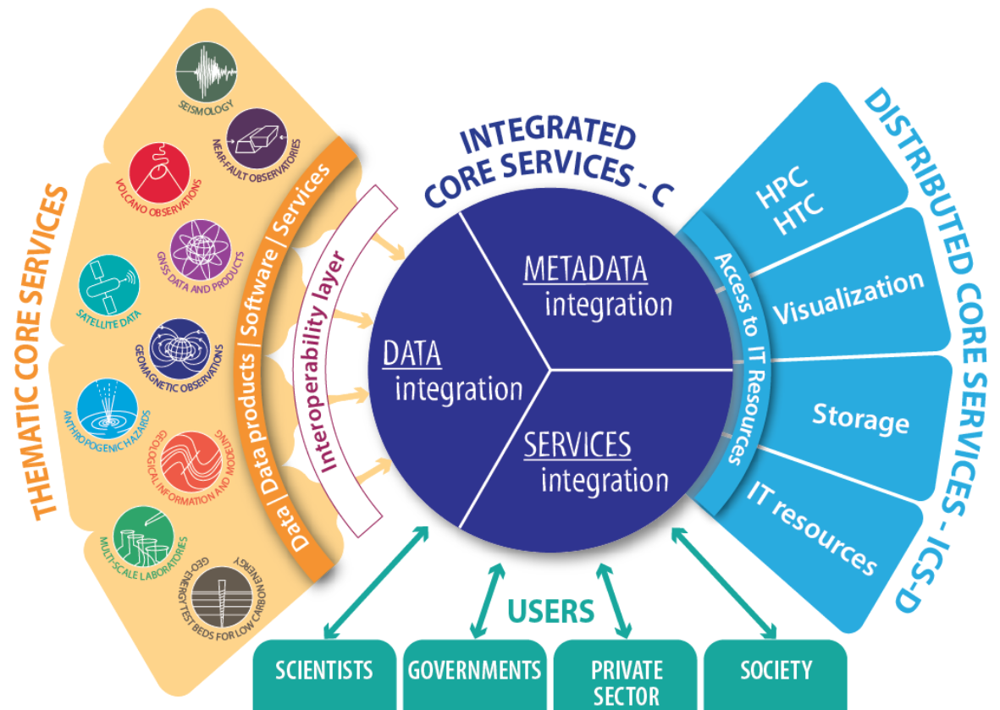 THEMATIC CORE SERVICES
SEISMOLOGY
NEAR-FAULT OBSERVATORIES
VOLCANO OBSERVATIONS
GNSS DATA AND PRODUCTS
SATELLITE DATA
GEOMAGNETIC OBSERVATIONS
ANTHROPOGENIC HAZARDS
GEOLOGICAL INFORMATION AND MODELING
MULTI-SCALE LABORATORIES
GEO-ENERGY TEST BEDS FOR LOW CARBON ENERGY
Data | Data products | Software | Services
Interoperability layer
INTEGRATED
CORE SERVICES - C
METADATA
integration
DATA
integration
SERVICES
integration
Access to IT Resources
HPC
HTC
Visualization
Storage
IT resources
DISTRIBUTED CORE SERVICES - ICS-D
USERS
SCIENTISTS
GOVERNMENTS
PRIVATE
SECTOR
SOCIETY